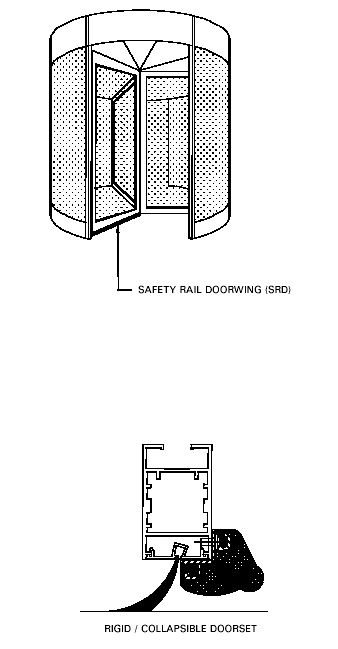 SAFETY RAIL DOORWING (SRD)
RIGID / COLLAPSIBLE DOORSET